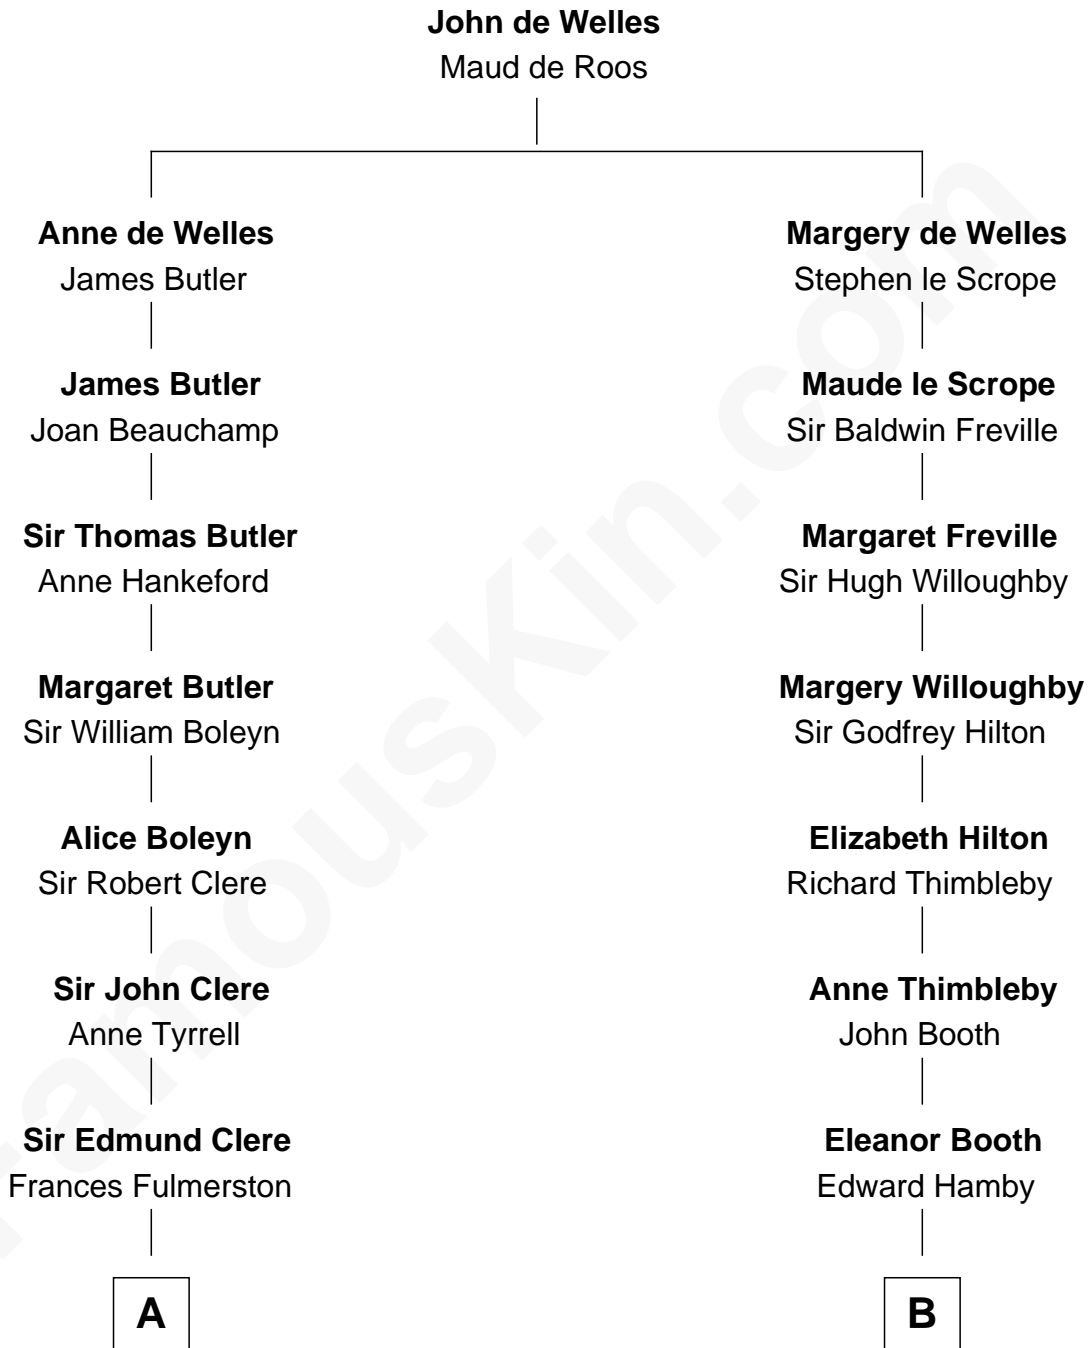 John de Welles
Maud de Roos
Anne de Welles
James Butler
Margery de Welles
Stephen le Scrope
James Butler
Joan Beauchamp
Maude le Scrope
Sir Baldwin Freville
Sir Thomas Butler
Anne Hankeford
Margaret Freville
Sir Hugh Willoughby
Margaret Butler
Sir William Boleyn
Margery Willoughby
Sir Godfrey Hilton
Alice Boleyn
Sir Robert Clere
Elizabeth Hilton
Richard Thimbleby
Sir John Clere
Anne Tyrrell
Anne Thimbleby
John Booth
Sir Edmund Clere
Frances Fulmerston
Eleanor Booth
Edward Hamby
A
B
FamousKin.com